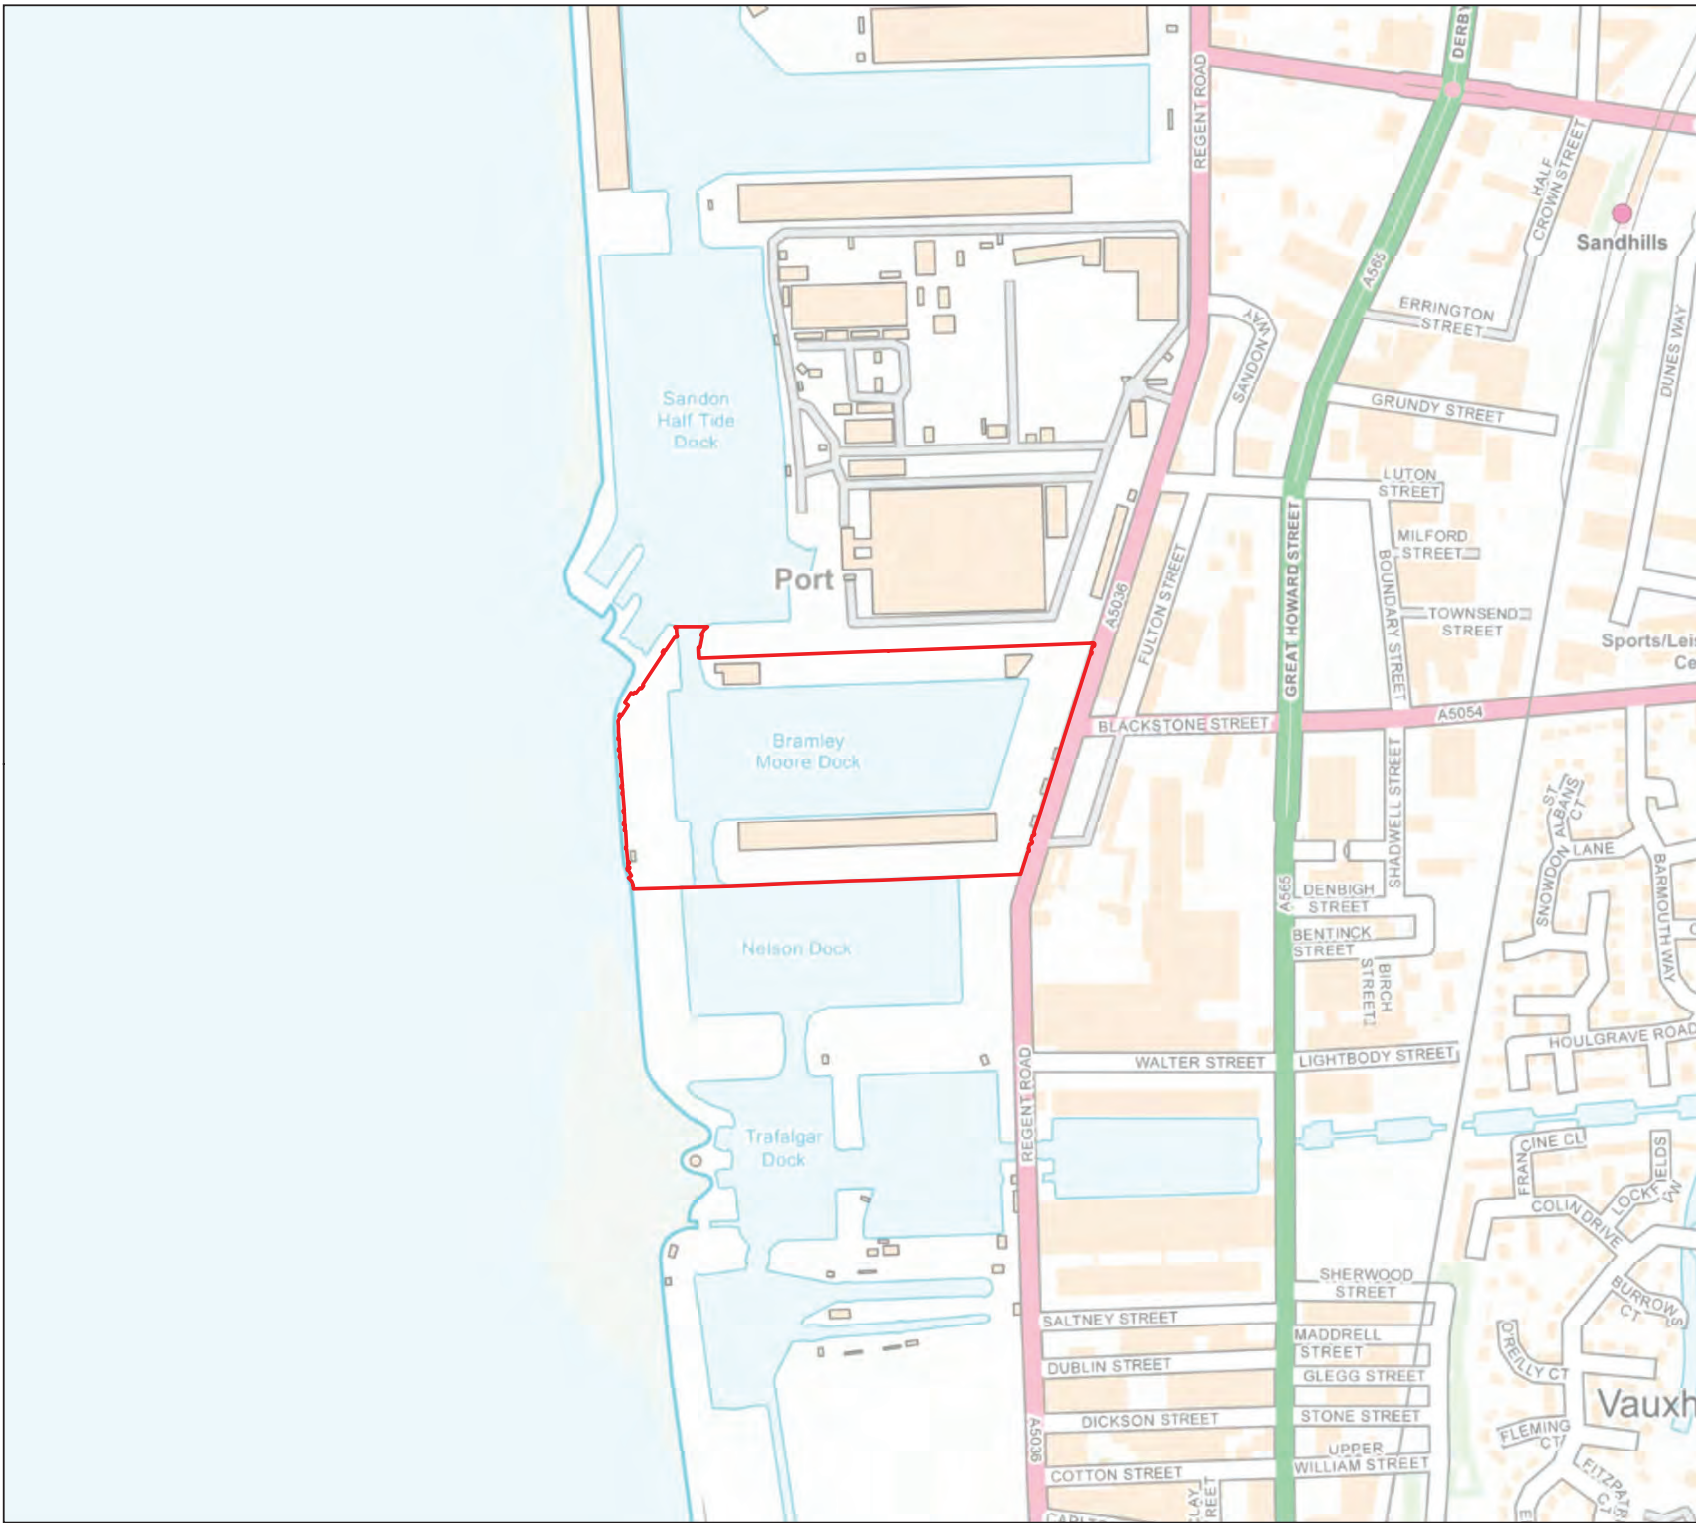 DERBY
REGENT ROAD
HALF
CROWN STREET
Sandhills
A565
ERRINGTON
STREET
DUNES WAY
SANDON WAY
Sandon
Half Tide
Dock
GRUNDY STREET
LUTON
STREET
GREAT HOWARD STREET
MILFORD
STREET
BOUNDARY STREET
Port
A5036
FULTON STREET
TOWNSEND
STREET
Sports/Leis
Ce
Bramley
Moore Dock
BLACKSTONE STREET
A5054
SHADWELL STREET
ST
ALBANS
CT
SNOWDON
LANE
BARMOUTH WAY
A565
DENBIGH
STREET
BENTINCK
STREET
BIRCH
STREET
Nelson Dock
HOULGRAVE ROAD
WALTER STREET
LIGHTBODY STREET
REGENT ROAD
Trafalgar
Dock
FRANCINE CL
LOCKFIELDS
VW
COLIN DRIVE
SHERWOOD
STREET
BURROWS
CT
SALTNEY STREET
MADDRELL
STREET
O'REILLY CT
DUBLIN STREET
GLEGG STREET
Vauxh
DICKSON STREET
STONE STREET
A5036
FLEMING
CT
UPPER
WILLIAM STREET
COTTON STREET
FITZPAT
CT